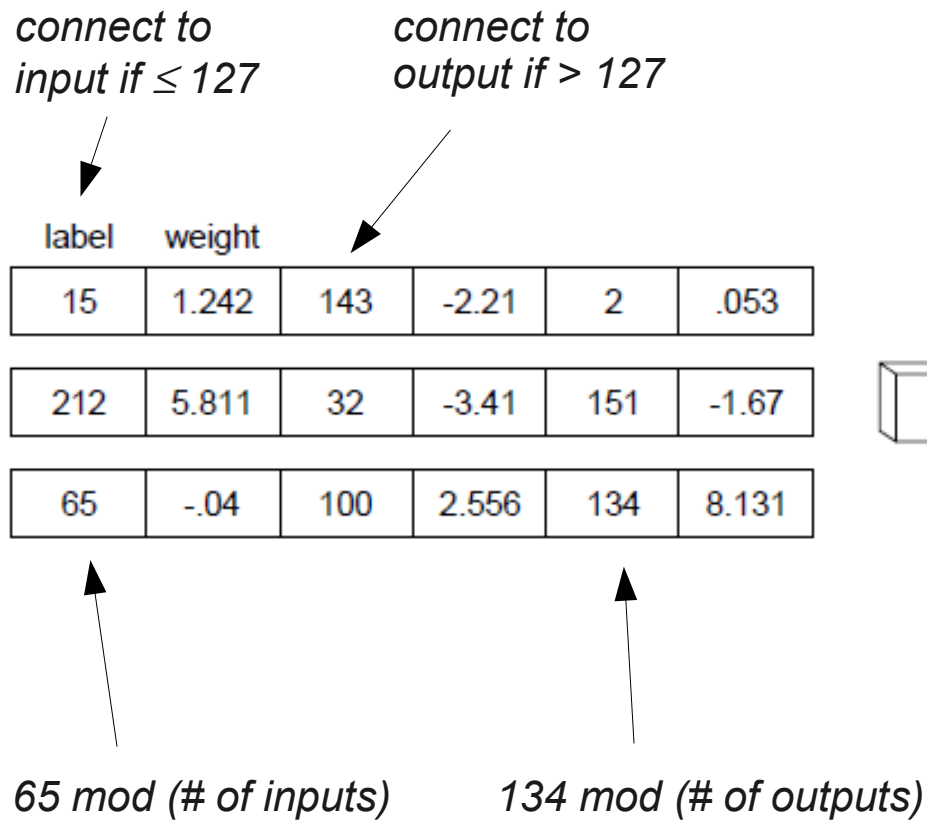 connect to
input if ≤ 127
connect to
output if > 127
label weight
15 1.242 143 -2.21 2 .053
212 5.811 32 -3.41 151 -1.67
65 -.04 100 2.556 134 8.131
65 mod (# of inputs)
134 mod (# of outputs)